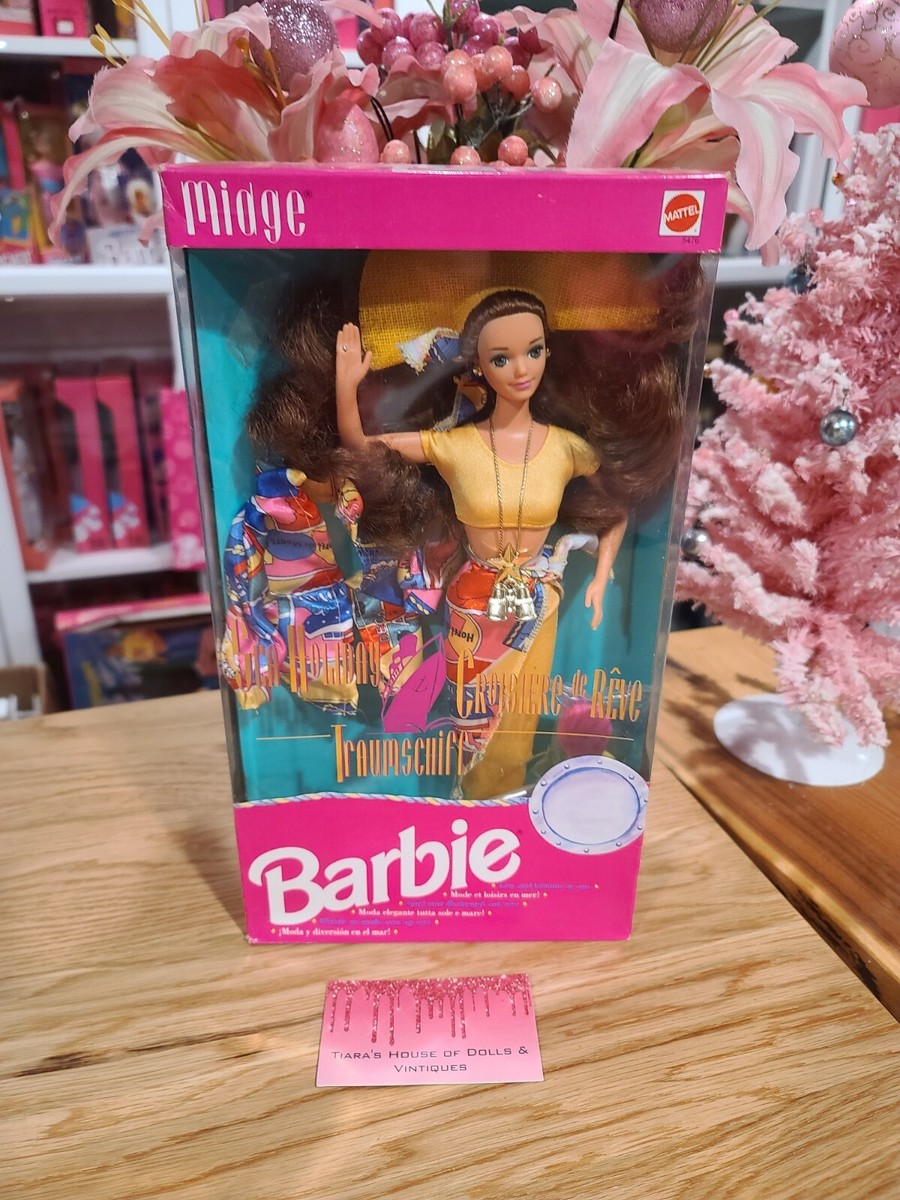 Midge
MATTEL
5476
Sea Holiday
Croisière de Rêve
Traumschiff
Barbie
• Mode et loisirs en mer! •
• Moda elegante tutta sole e mare! •
• ¡Moda y diversión en el mar! •
TIARA'S HOUSE OF DOLLS &
VINTIQUES